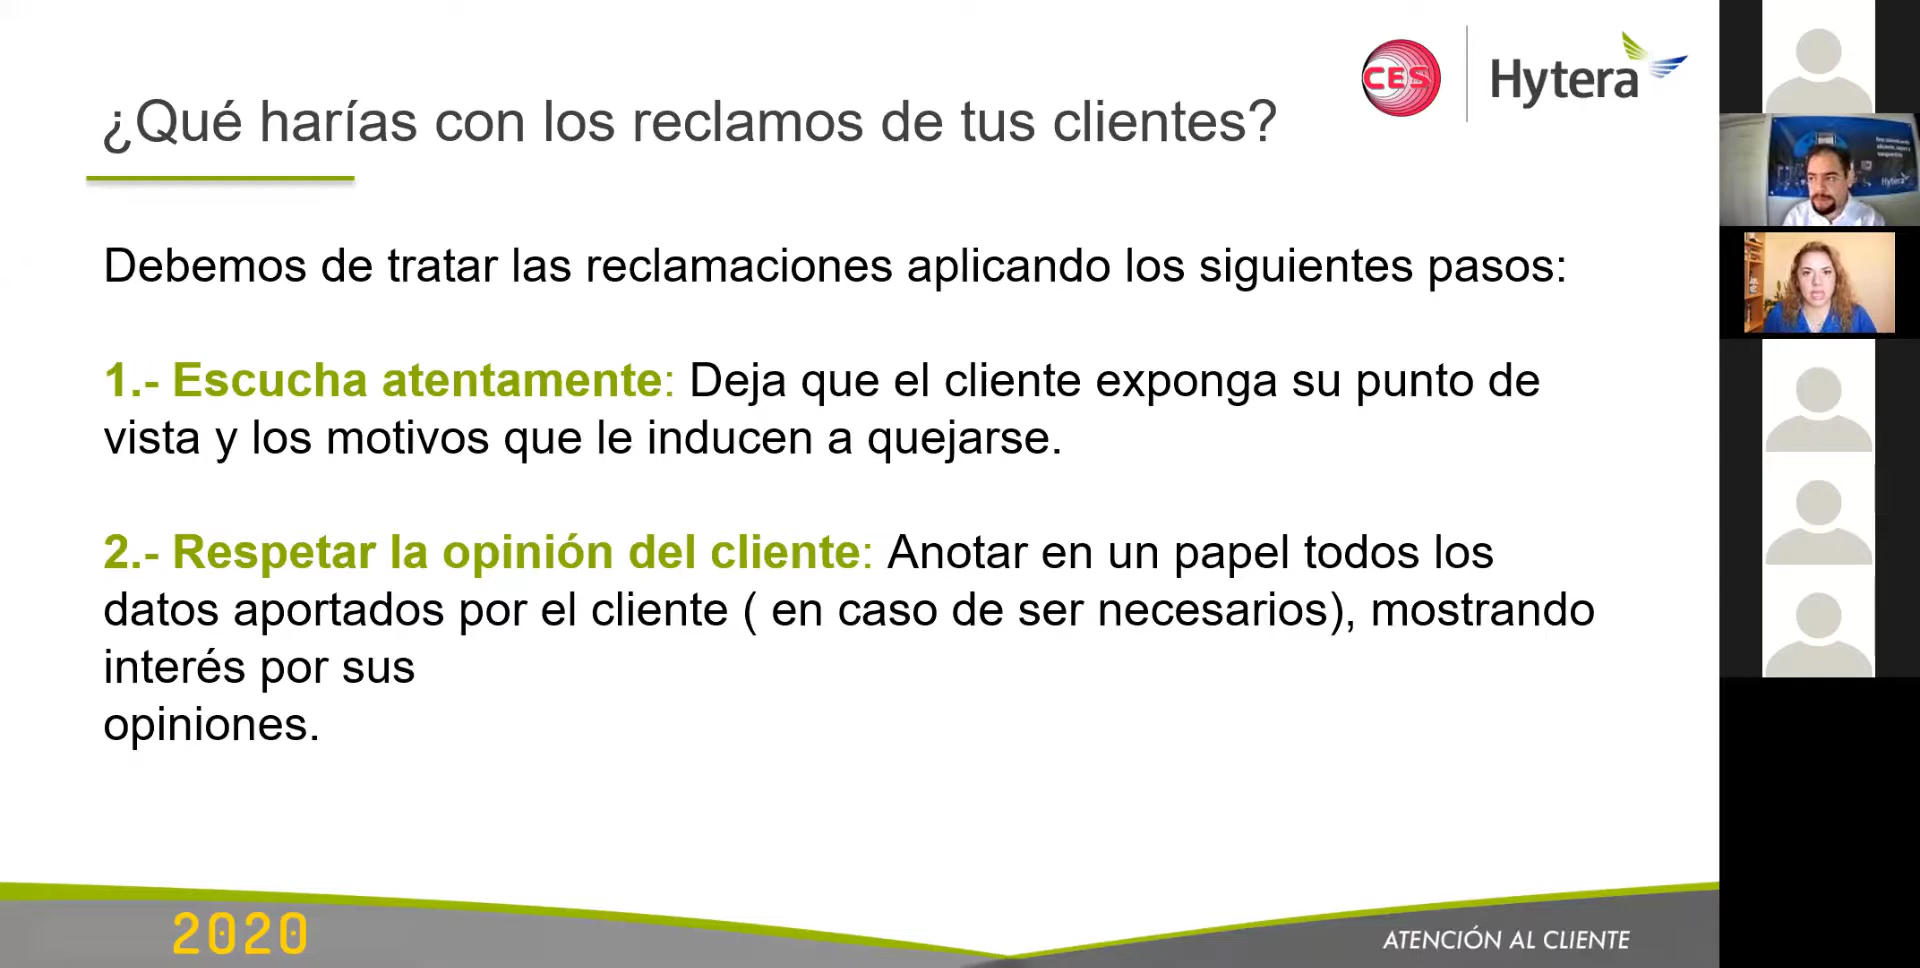 CES
Hytera
¿Qué harías con los reclamos de tus clientes?
Debemos de tratar las reclamaciones aplicando los siguientes pasos:
1.- Escucha atentamente: Deja que el cliente exponga su punto de
vista y los motivos que le inducen a quejarse.
2.- Respetar la opinión del cliente: Anotar en un papel todos los
datos aportados por el cliente ( en caso de ser necesarios), mostrando
interés por sus
opiniones.
2020
ATENCIÓN AL CLIENTE
Hytera